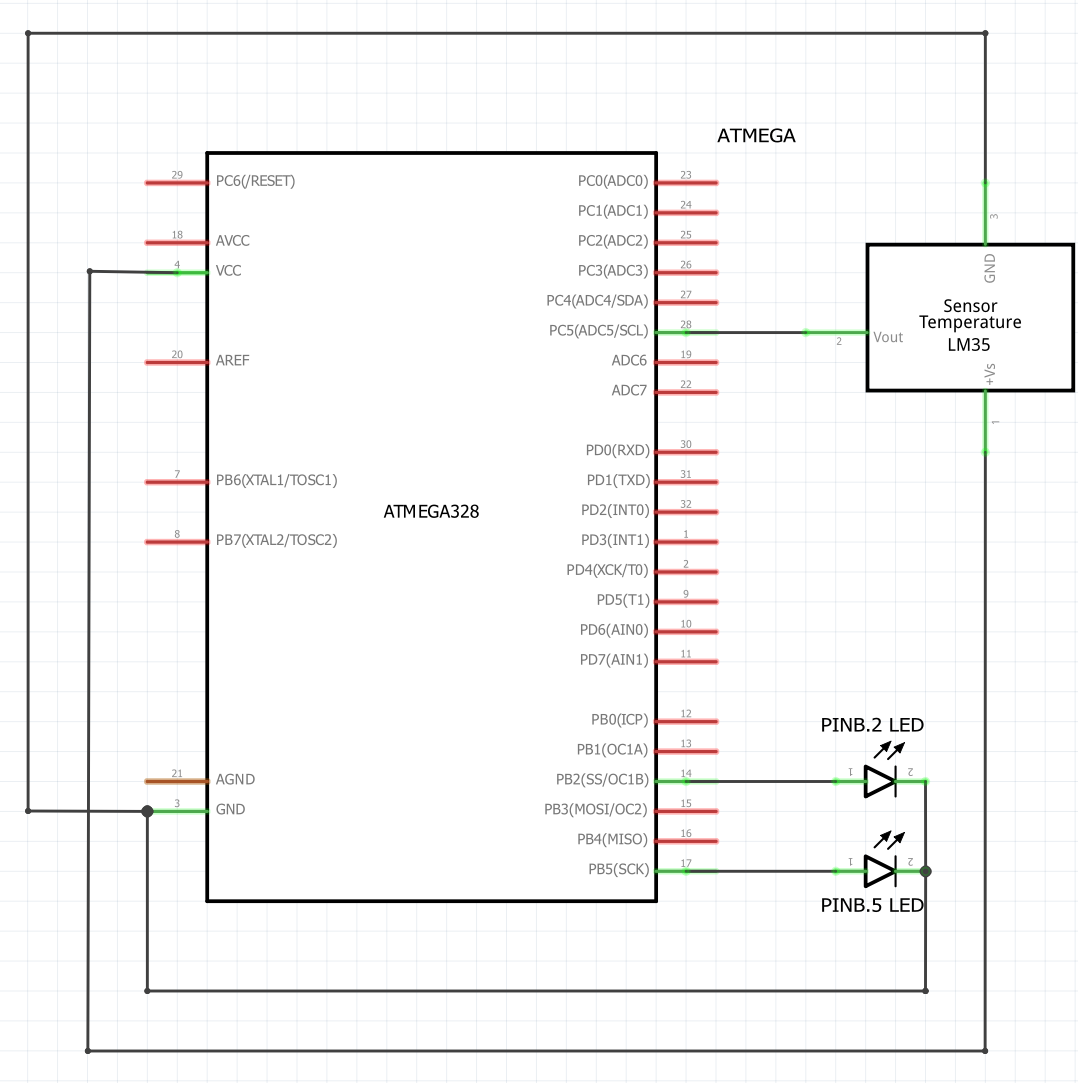 ATMEGA
29 PC6(/RESET)
18 AVCC
4 VCC
20 AREF
7 PB6(XTAL1/TOSC1)
8 PB7(XTAL2/TOSC2)
21 AGND
3 GND
ATMEGA328
PC0(ADC0) 23
PC1(ADC1) 24
PC2(ADC2) 25
PC3(ADC3) 26
PC4(ADC4/SDA) 27
PC5(ADC5/SCL) 28
ADC6 19
ADC7 22
PD0(RXD) 30
PD1(TXD) 31
PD2(INT0) 32
PD3(INT1) 1
PD4(XCK/T0) 2
PD5(T1) 9
PD6(AIN0) 10
PD7(AIN1) 11
PB0(ICP) 12
PB1(OC1A) 13
PB2(SS/OC1B) 14
PB3(MOSI/OC2) 15
PB4(MISO) 16
PB5(SCK) 17
3
GND
Sensor
Temperature
LM35
2 Vout
+Vs
1
PINB.2 LED
1 2
1 2
PINB.5 LED